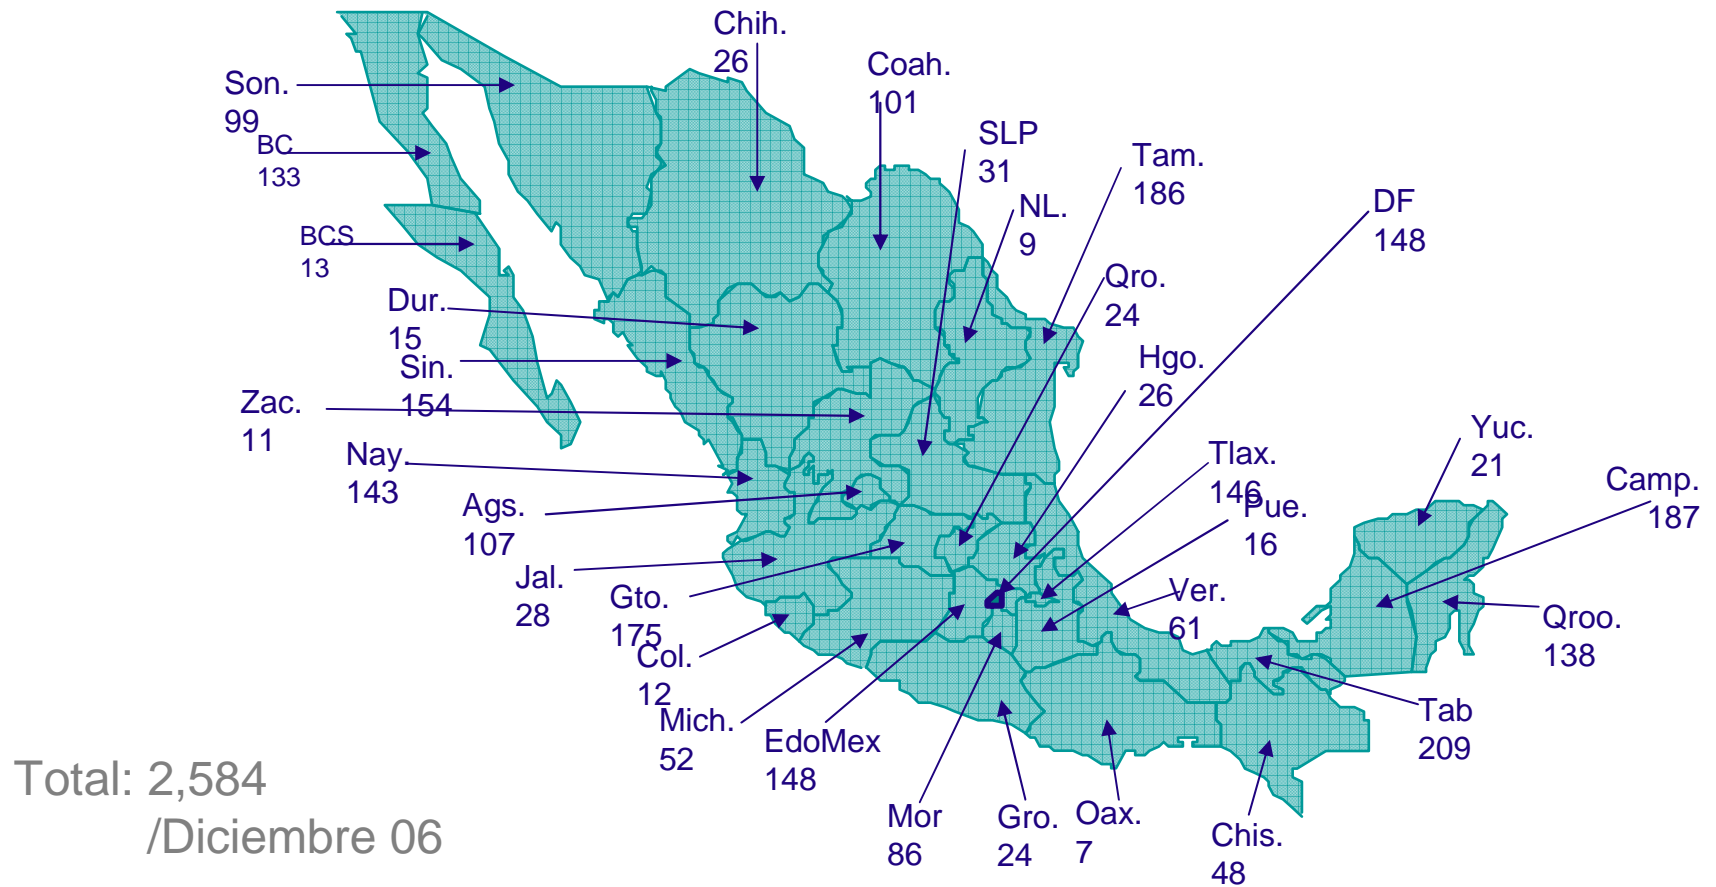 Chih.
26
Coah.
101
Son.
99
SLP
31
Tam.
186
BC
133
DF
148
NL.
9
BCS
13
Qro.
24
Dur.
15
Hgo.
26
Sin.
154
Zac.
11
Yuc.
21
Nay.
143
Tlax.
146
Camp.
187
Ags.
107
Pue.
16
Jal.
28
Gto.
175
Ver.
61
Qroo.
138
Col.
12
Mich.
52
Tab
209
EdoMex
148
Total: 2,584
/Diciembre 06
Mor
86
Gro.
24
Oax.
7
Chis.
48